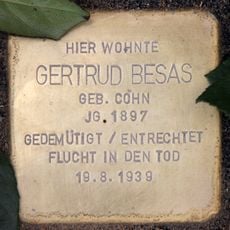 HIER WOHNTE
GERTRUD BESAS
GEB. COHN
JG. 1897
GEDEMÜTIGT / ENTRECHTET
FLUCHT IN DEN TOD
19.8.1939